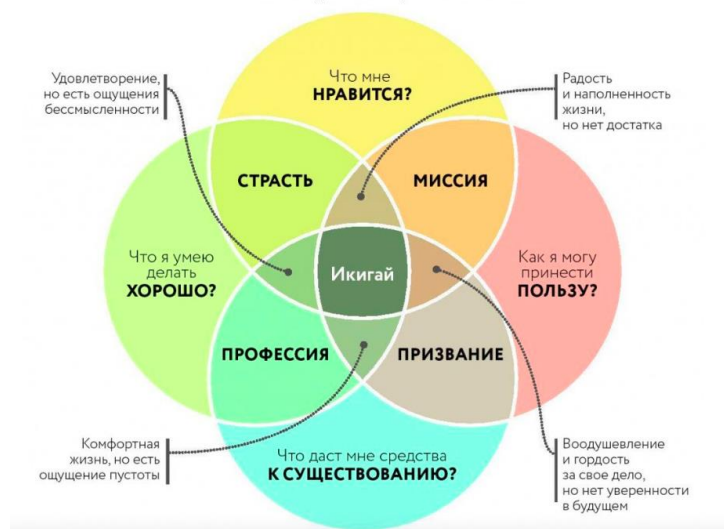 Что мне
НРАВИТСЯ?
Удовлетворение,
но есть ощущения
бессмысленности
Радость
и наполненность
жизни,
но нет достатка
СТРАСТЬ
МИССИЯ
Что я умею
делать
ХОРОШО?
Икигай
Как я могу
принести
ПОЛЬЗУ?
ПРОФЕССИЯ
ПРИЗВАНИЕ
Комфортная
жизнь, но есть
ощущение пустоты
Что даст мне средства
К СУЩЕСТВОВАНИЮ?
Воодушевление
и гордость
за свое дело,
но нет уверенности
в будущем